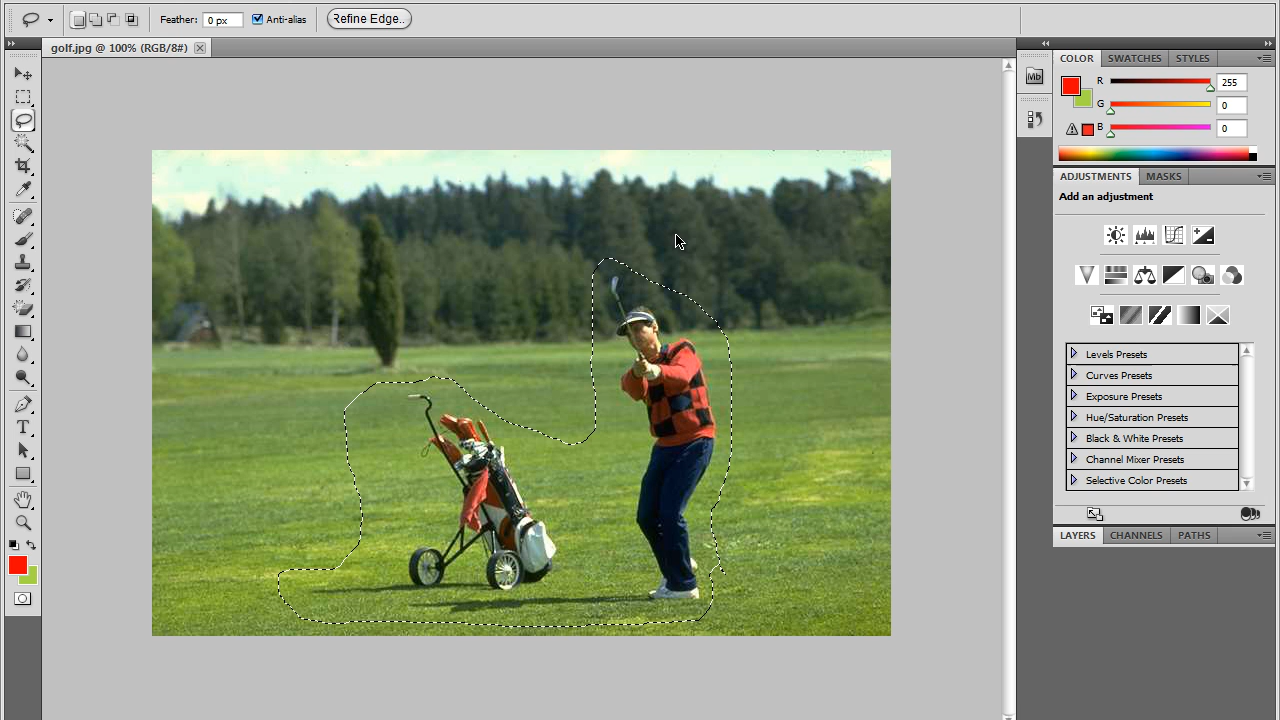 Feather: 0 px Anti-alias Refine Edge..
golf.jpg @ 100% (RGB/8#)
COLOR SWATCHES STYLES
R 255
G 0
B 0
Mb
ADJUSTMENTS MASKS
Add an adjustment
Levels Presets
Curves Presets
Exposure Presets
Hue/Saturation Presets
Black & White Presets
Channel Mixer Presets
Selective Color Presets
LAYERS CHANNELS PATHS